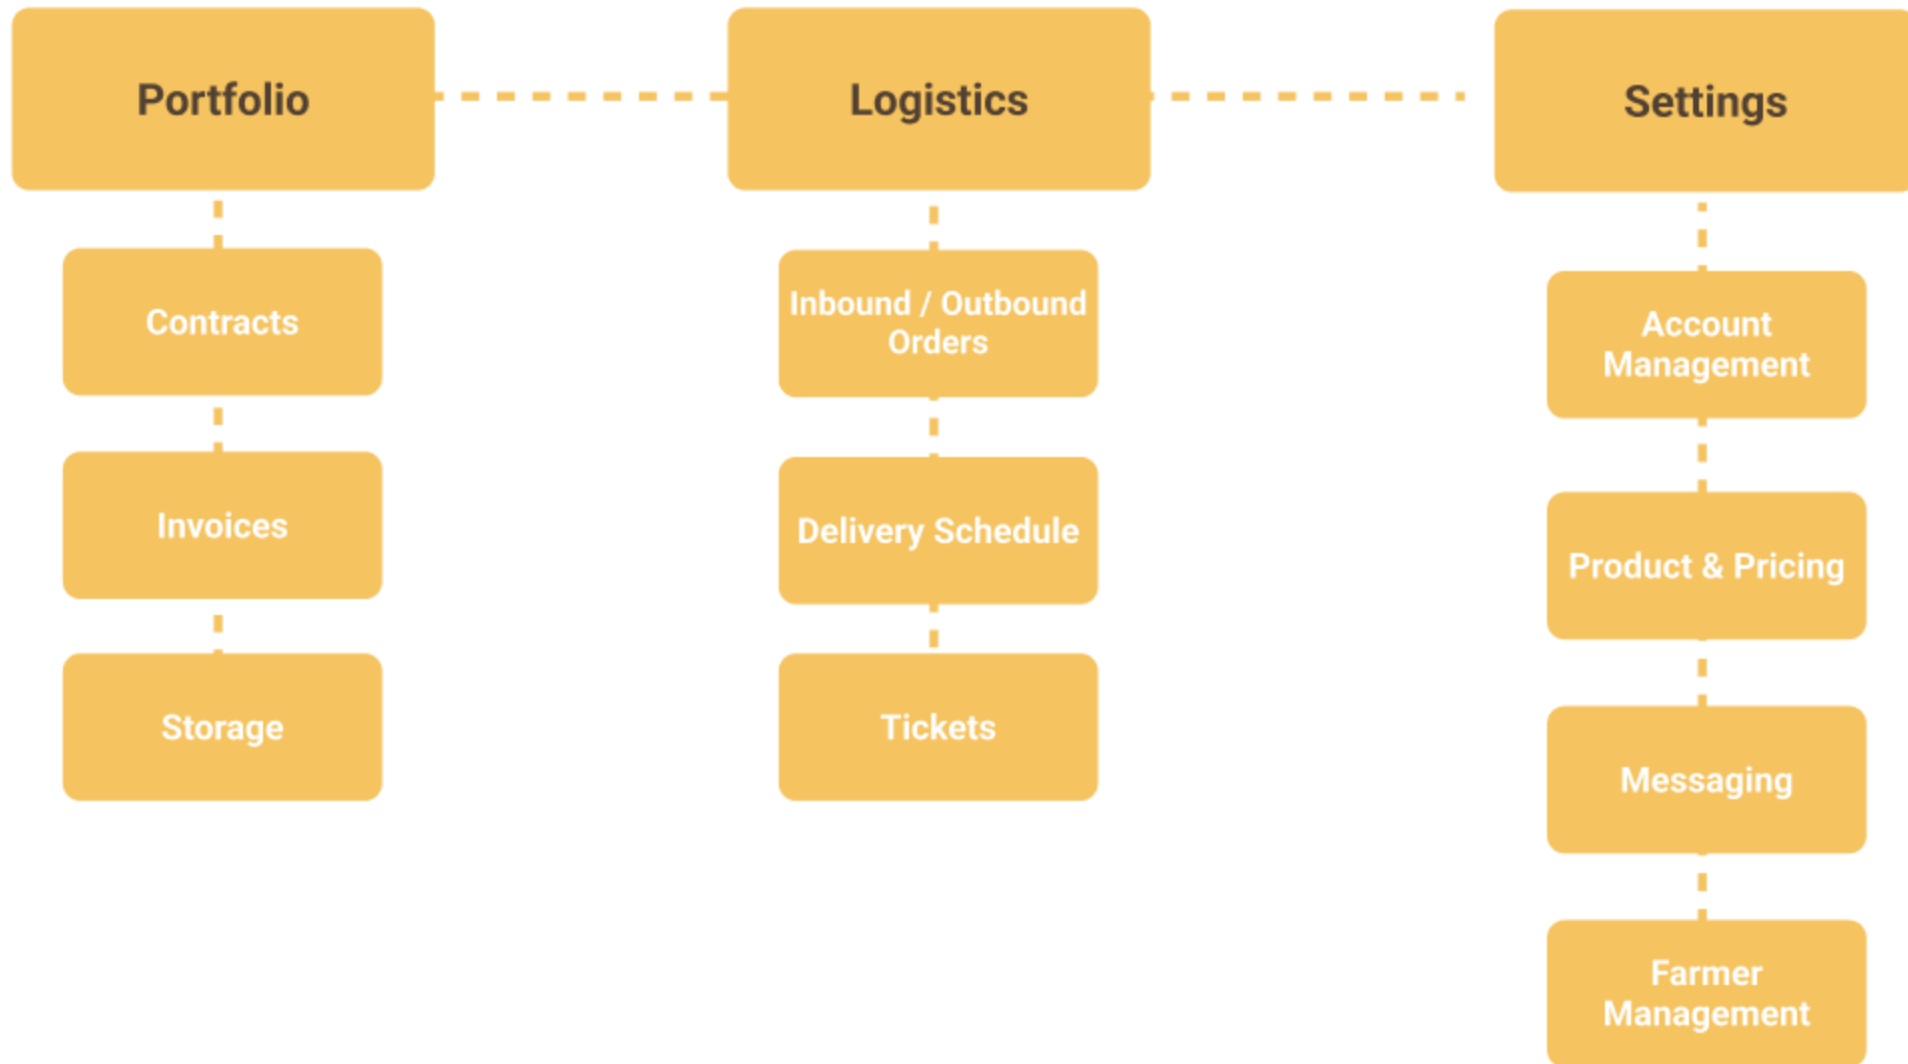 Portfolio
Contracts
Invoices
Storage
Logistics
Inbound / Outbound
Orders
Delivery Schedule
Tickets
Settings
Account
Management
Product & Pricing
Messaging
Farmer
Management